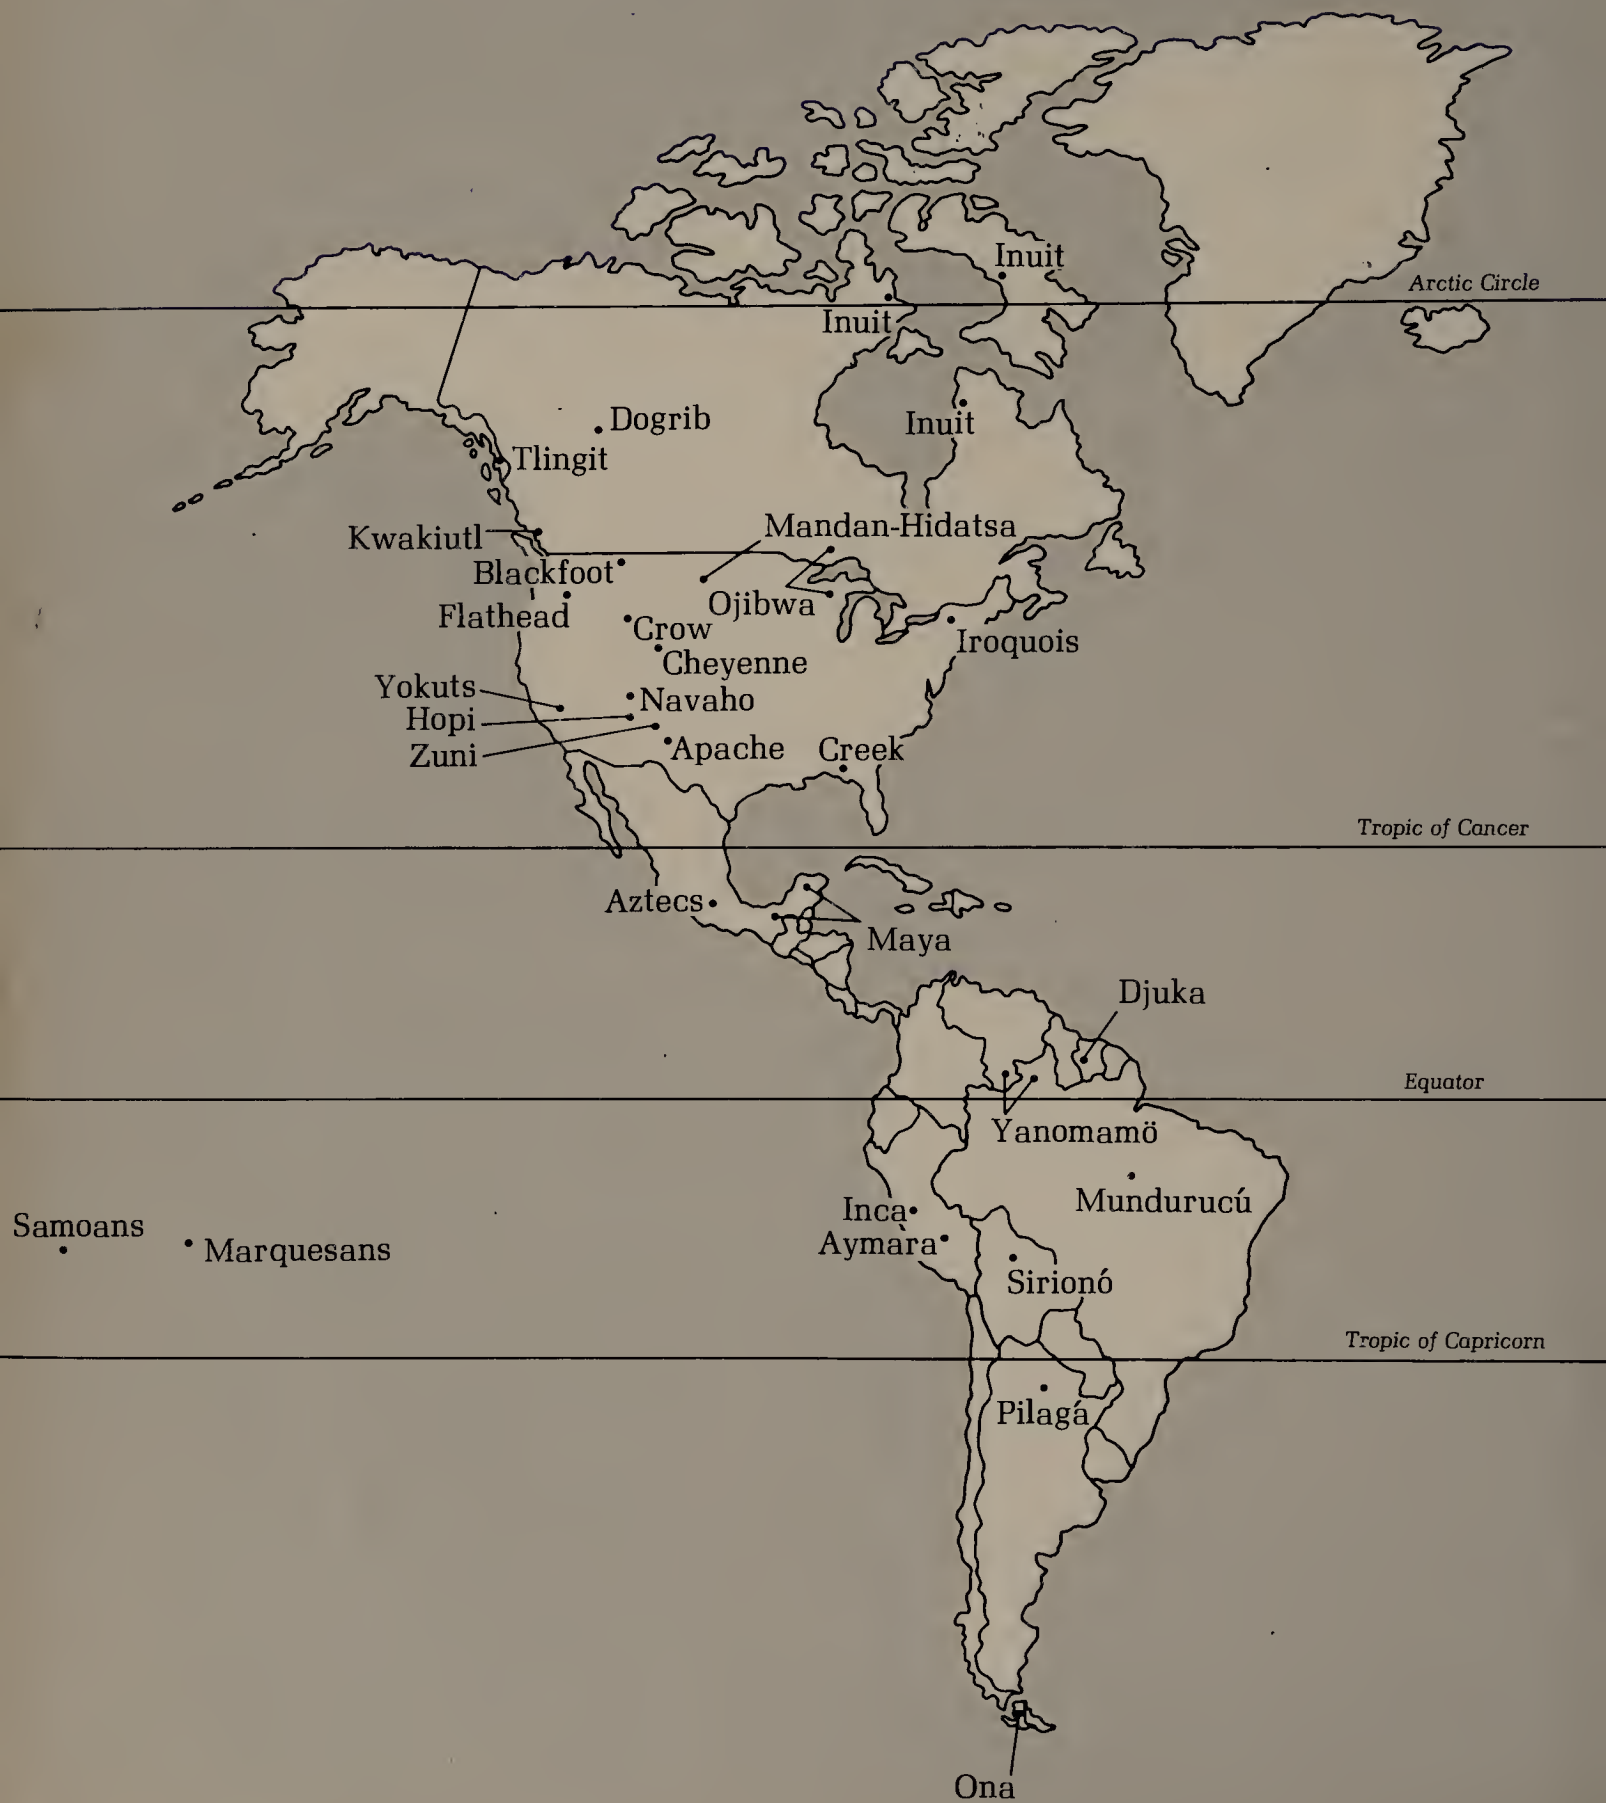 Inuit
Arctic Circle
Inuit
Dogrib
Inuit
Tlingit
Mandan-Hidatsa
Kwakiutl
Blackfoot
Ojibwa
Flathead
Crow
Iroquois
Cheyenne
Yokuts
Navaho
Hopi
Zuni
Apache
Creek
Tropic of Cancer
Aztecs
Maya
Djuka
Equator
Yanomamö
Mundurucú
Inca
Samoans
Aymàra
Marquesans
Sirionó
Tropic of Capricorn
Pilagá
Ona